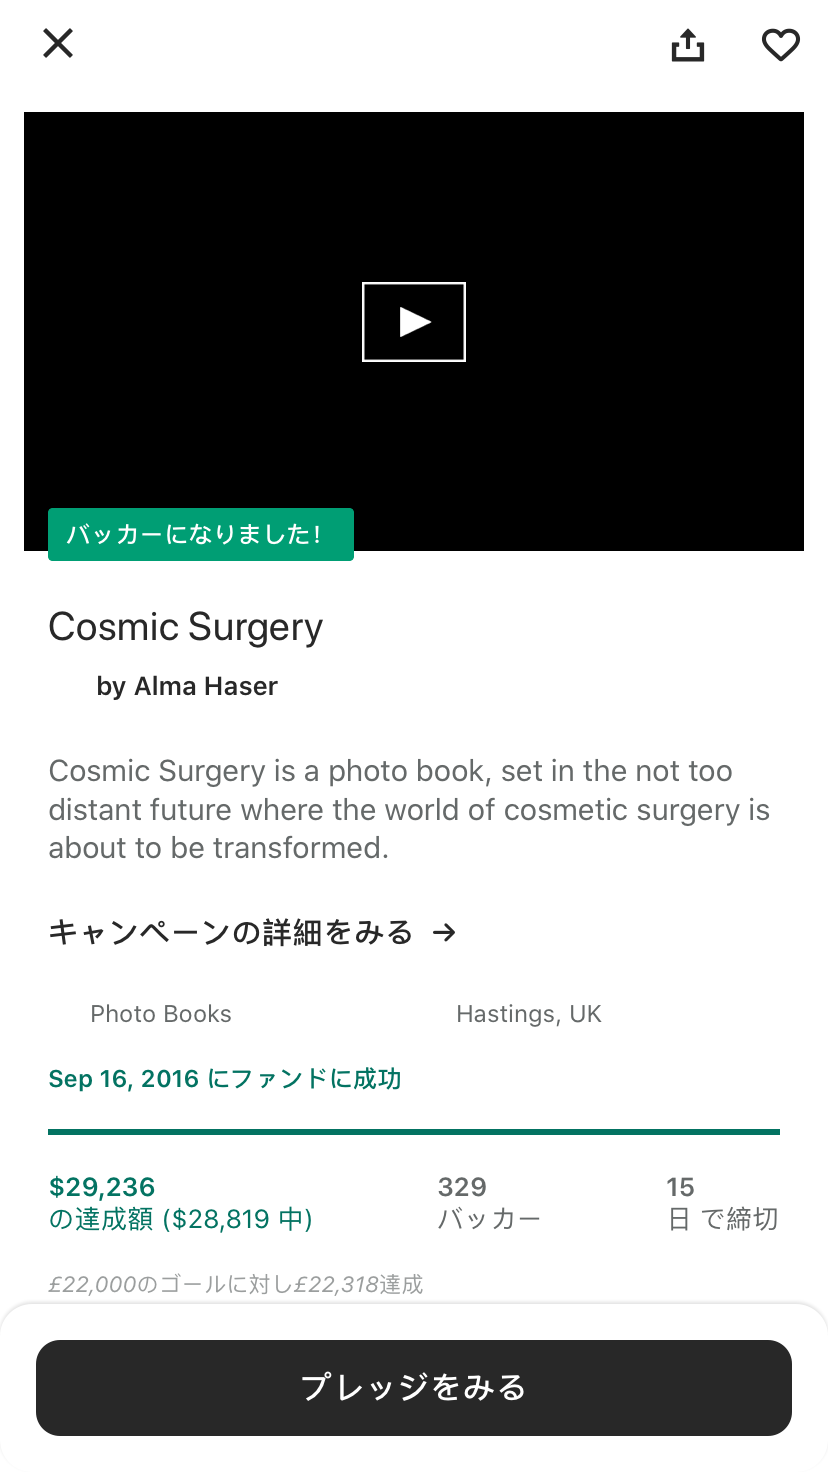 バッカーになりました！
Cosmic Surgery
by Alma Haser
Cosmic Surgery is a photo book, set in the not too
distant future where the world of cosmetic surgery is
about to be transformed.
キャンペーンの詳細をみる →
Photo Books
Hastings, UK
Sep 16, 2016 にファンドに成功
$29,236
の達成額 ($28,819 中)
329
バッカー
15
日 で締切
£22,000のゴールに対し£22,318達成
プレッジをみる